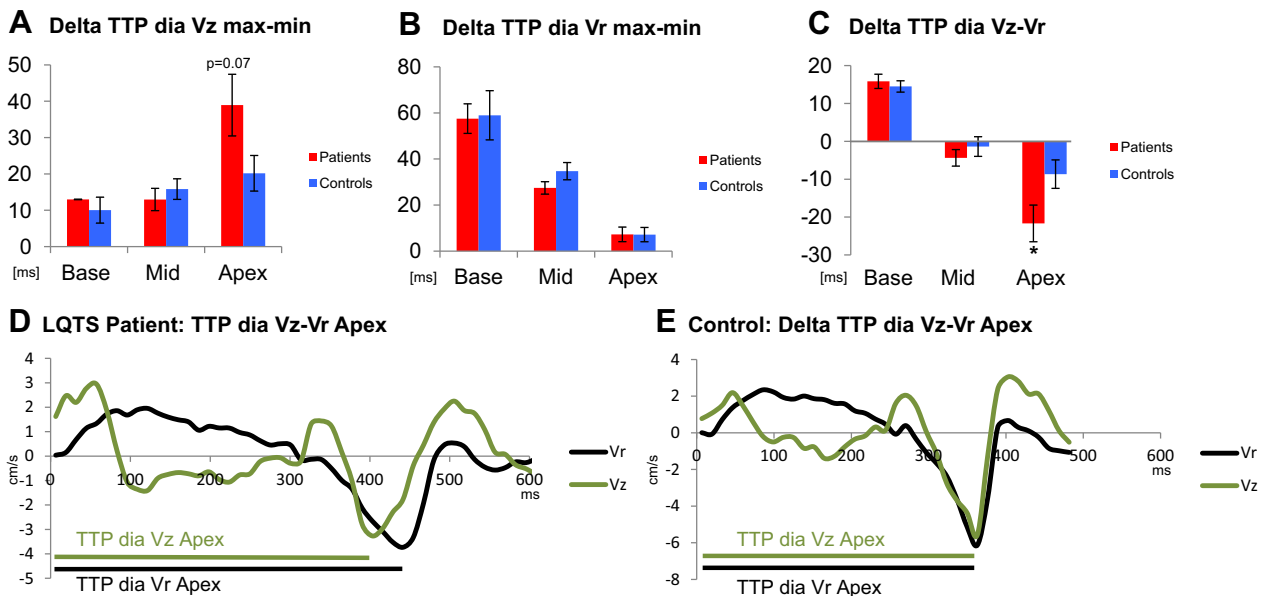 A Delta TTP dia Vz max-min
50
40
30
20
10
0
p=0.07
[ms] Base Mid Apex
Patients
Controls
B Delta TTP dia Vr max-min
80
60
40
20
0
[ms] Base Mid Apex
Patients
Controls
C Delta TTP dia Vz-Vr
20
10
0
-10
-20
-30
*
[ms] Base Mid Apex
Patients
Controls
D LQTS Patient: TTP dia Vz-Vr Apex
4
3
2
1
0
-1
-2
-3
-4
-5
cm/s
0 100 200 300 400 500 600
ms
Vr
Vz
TTP dia Vz Apex
TTP dia Vr Apex
E Control: Delta TTP dia Vz-Vr Apex
4
2
0
-2
-4
-6
-8
cm/s
0 100 200 300 400 500 600
ms
Vr
Vz
TTP dia Vz Apex
TTP dia Vr Apex